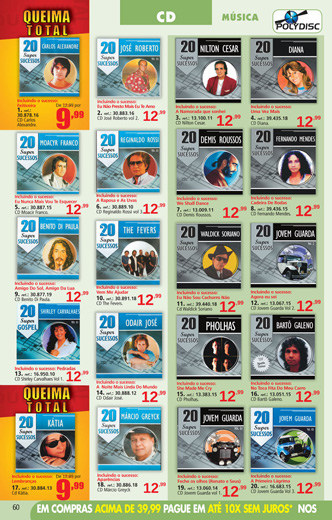 QUEIMA
TOTAL
CD
MÚSICA
POLYDISC
20
Super
SUCESSOS
CARLOS ALEXANDRE
Incluindo o sucesso:
Feiticeira
1. ref.:
30.878.16
CD Carlos
Alexandre.
De 12,99 por
9,99
20
Super
SUCESSOS
JOSÉ ROBERTO
Incluindo o sucesso:
Eu Não Presto Mais Eu Te Amo
2. ref.: 30.883.16
CD José Roberto vol 2.
12,99
20
Super
SUCESSOS
NILTON CESAR
Incluindo o sucesso:
A Namorada que sonhei
3. ref.: 13.100.11
CD Nilton Cesar.
12,99
20
Super
SUCESSOS
DIANA
Incluindo o sucesso:
Uma Vez Mais
4. ref.: 39.435.18
CD Diana.
12,99
20
Super
SUCESSOS
MOACYR FRANCO
Incluindo o sucesso:
Eu Nunca Mais Vou Te Esquecer
5. ref.: 30.887.15
CD Moacir Franco.
12,99
20
Super
SUCESSOS
REGINALDO ROSSI
Incluindo o sucesso:
A Raposa e As Uvas
6. ref.: 30.889.10
CD Reginaldo Rossi vol
12,99
20
Super
SUCESSOS
DEMIS ROUSSOS
Incluindo o sucesso:
You Shall Dance
7. ref.: 13.009.11
CD Demis Roussos.
12,99
20
Super
SUCESSOS
FERNANDO MENDES
Incluindo o sucesso:
Cadeira De Rodas
8. ref.: 30.886.15
CD Fernando Mendes.
12,99
20
Super
SUCESSOS
BENITO DI PAULA
Incluindo o sucesso:
Amigo Do Sol, Amigo Da Lua
9. ref.: 30.877.19
CD Benito Di Paula.
12,99
20
Super
SUCESSOS
THE FEVERS
Incluindo o sucesso:
Vem Me Ajudar
10. ref.: 30.891.18
CD The Fevers.
12,99
20
Super
SUCESSOS
WALDICK SORIANO
Incluindo o sucesso:
Eu Não Sou Cachorro Não
11. ref.: 39.440.18
CD Waldick Soriano
12,99
20
Super
SUCESSOS
JOVEM GUARDA
Incluindo o sucesso:
Agora eu sei
12. ref.: 13.067.15
CD Jovem Guarda Vol 2.
12,99
20
Super
GOSPEL
SHIRLEY CARVALHAES
Incluindo o sucesso: Pedradas
13. ref.: 16.950.10
CD Shirley Carvalhaes Vol 1.
12,99
20
Super
SUCESSOS
ODAIR JOSÉ
Incluindo o sucesso:
A Noite Mais Linda Do Mundo
14. ref.: 30.888.12
CD Odair José.
12,99
20
Super
SUCESSOS
PHOLHAS
Incluindo o sucesso:
She Made Me Cry
15. ref.: 13.383.15
CD Pholhas
12,99
20
Super
SUCESSOS
BARTÔ GALENO
Incluindo o sucesso:
No Toca Fita Do Meu Carro
16. ref.: 30.880.10
CD Bartô Galeno.
12,99
QUEIMA
TOTAL
20
Super
SUCESSOS
KÁTIA
Incluindo o sucesso:
Lembranças
17. ref.: 30.884.13
CD Kátia.
De 12,99 por
9,99
20
Super
SUCESSOS
MÁRCIO GREYCK
Incluindo o sucesso:
Aparências
18. ref.: 30.886.18
CD Márcio Greyck
12,99
20
Super
SUCESSOS
JOVEM GUARDA
Incluindo o sucesso:
Feche os olhos (Renato e Seus)
19. ref.: 13.060.14
CD Jovem Guarda Vol 3.
12,99
20
Super
SUCESSOS
JOVEM GUARDA
Incluindo o sucesso:
A Primeira Lágrima
20. ref.: 16.683.15
CD Jovem Guarda Vol 1.
12,99
60
EM COMPRAS ACIMA DE 39,99 PAGUE EM ATÉ 10X SEM JUROS* NOS